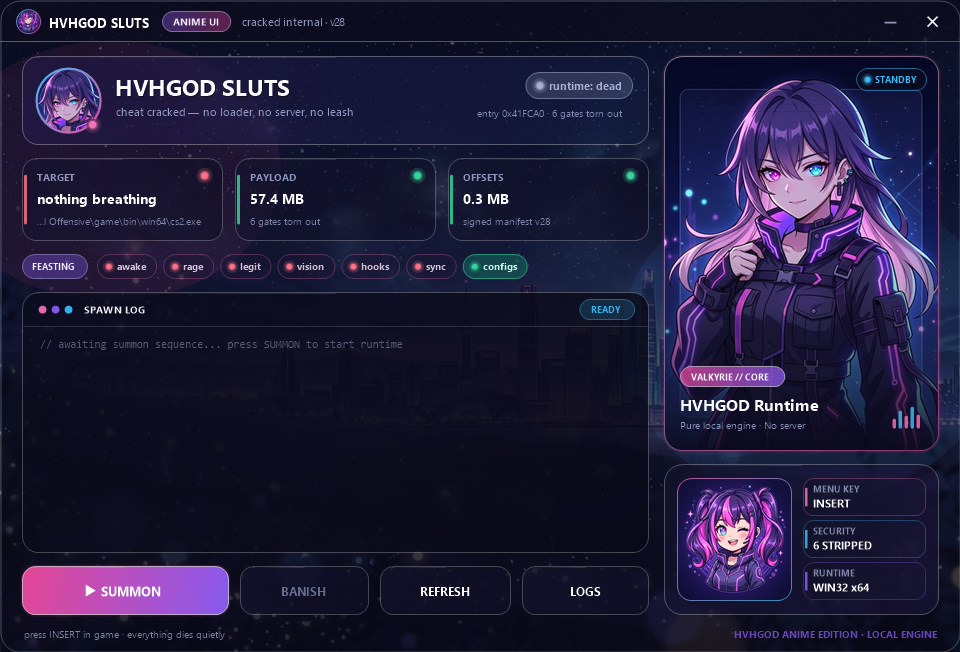 HVHGOD SLUTS ANIME UI cracked internal · v28
HVHGOD SLUTS
cheat cracked — no loader, no server, no leash
runtime: dead
entry 0x41FCA0 · 6 gates torn out
TARGET
nothing breathing
...l Offensive\game\bin\win64\cs2.exe
PAYLOAD
57.4 MB
6 gates torn out
OFFSETS
0.3 MB
signed manifest v28
FEASTING awake rage legit vision hooks sync configs
SPAWN LOG READY
// awaiting summon sequence... press SUMMON to start runtime
SUMMON BANISH REFRESH LOGS
press INSERT in game · everything dies quietly
STANDBY
VALKYRIE // CORE
HVHGOD Runtime
Pure local engine · No server
MENU KEY
INSERT
SECURITY
6 STRIPPED
RUNTIME
WIN32 x64
HVHGOD ANIME EDITION · LOCAL ENGINE